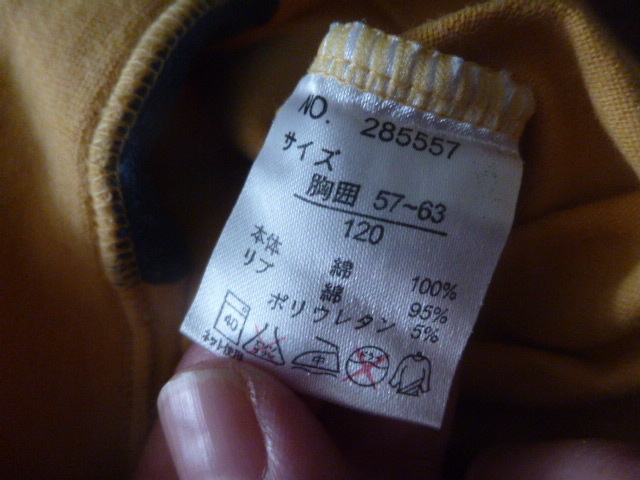 NO. 285557
サイズ
胸囲 57~63
120
本体 綿 100%
リブ 綿 95%
ポリウレタン 5%
40
中
ネット使用